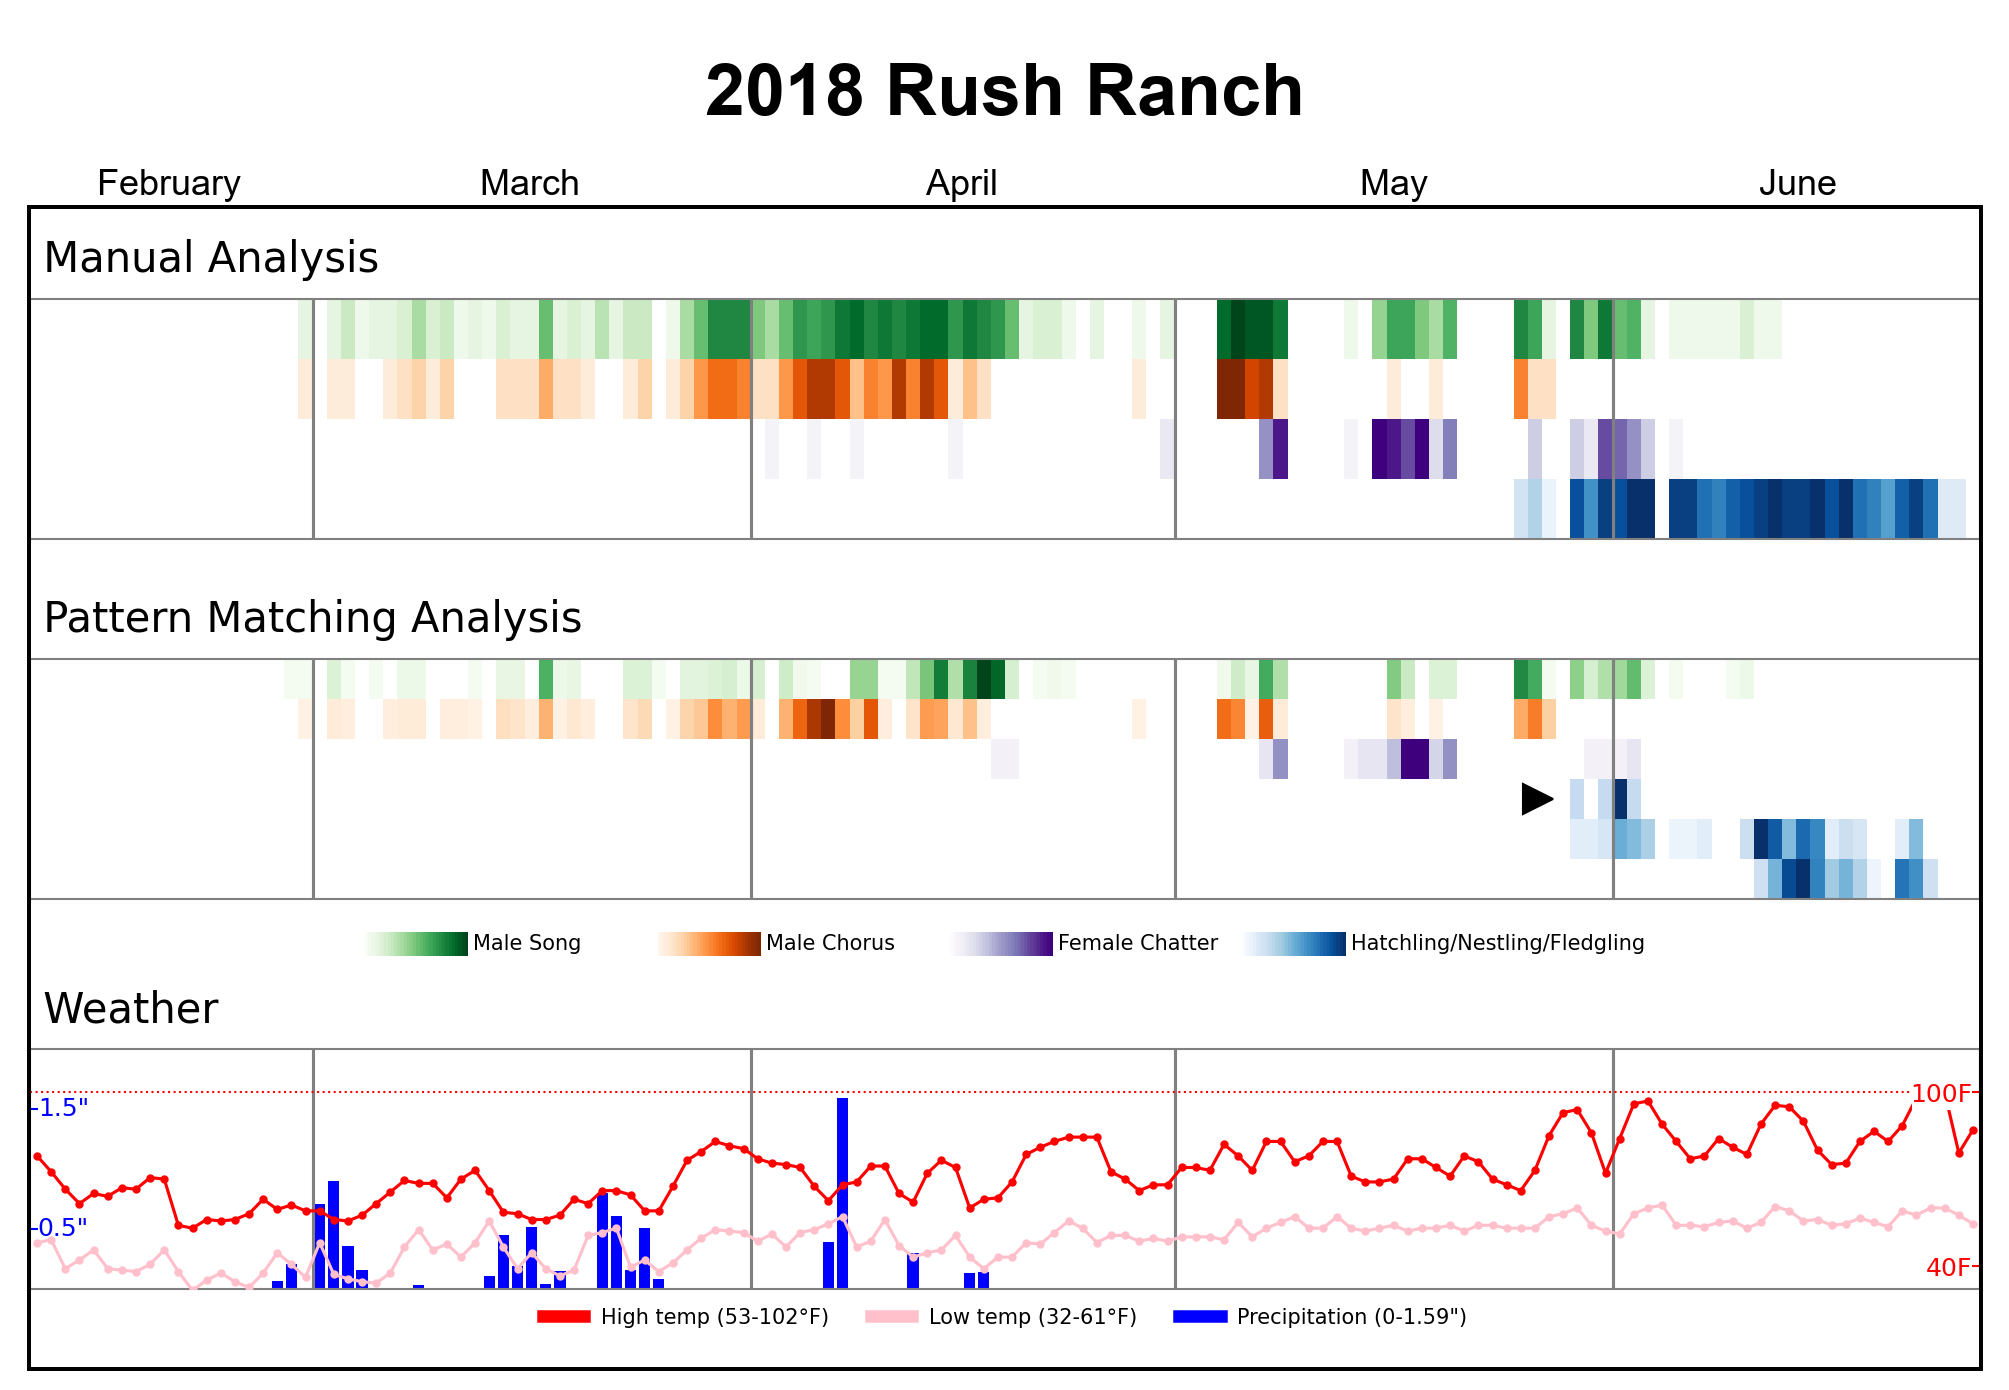 2018 Rush Ranch
February March April May June
Manual Analysis
Pattern Matching Analysis
Male Song Male Chorus Female Chatter Hatchling/Nestling/Fledgling
Weather
100F
1.5"
0.5"
40F
High temp (53-102°F) Low temp (32-61°F) Precipitation (0-1.59")